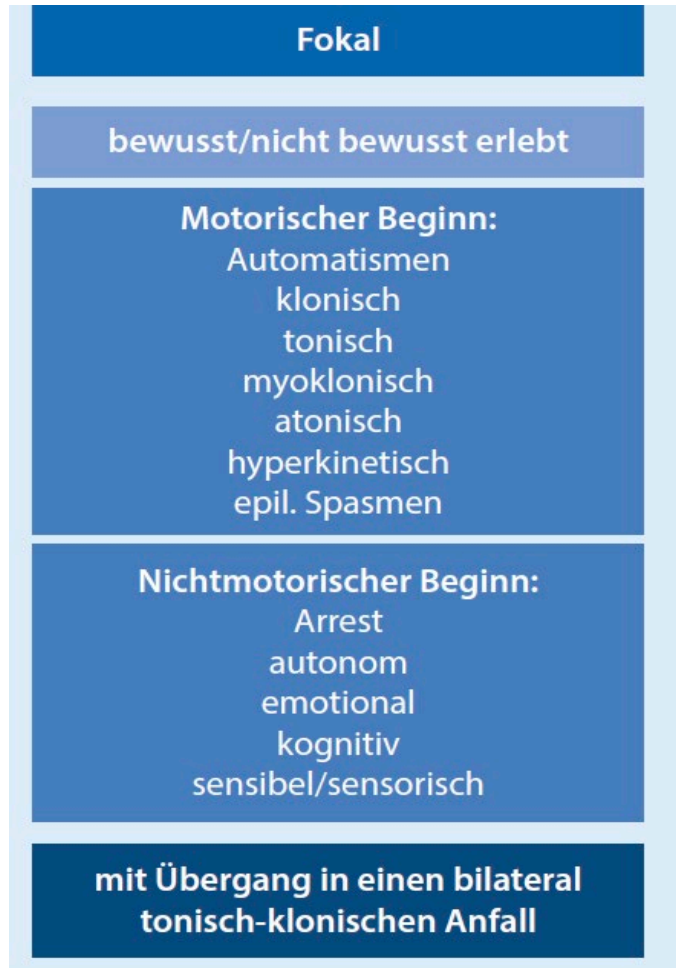 Fokal
bewusst/nicht bewusst erlebt
Motorischer Beginn:
Automatismen
klonisch
tonisch
myoklonisch
atonisch
hyperkinetisch
epil. Spasmen
Nichtmotorischer Beginn:
Arrest
autonom
emotional
kognitiv
sensibel/sensorisch
mit Übergang in einen bilateral
tonisch-klonischen Anfall